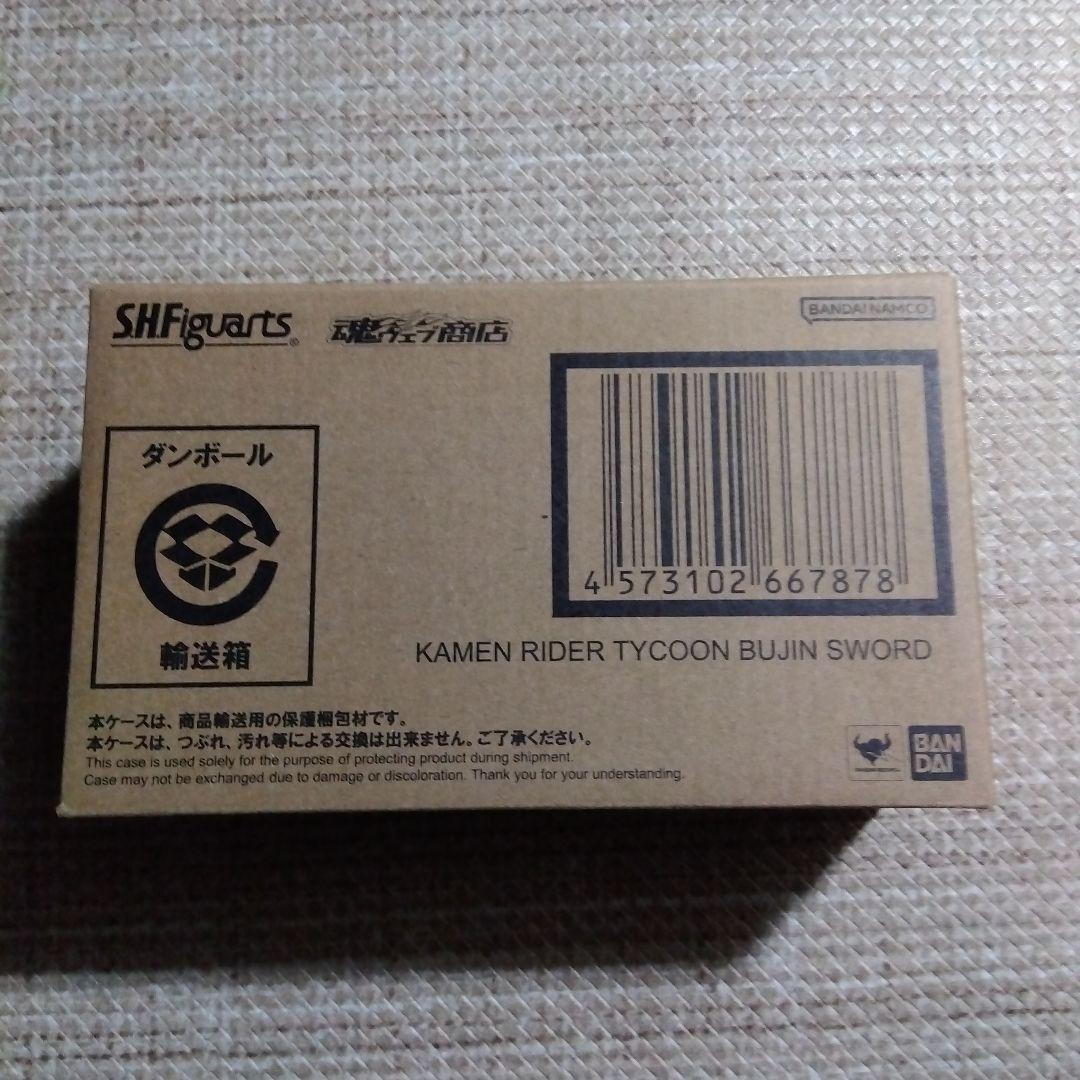 S.H.Figuarts®
魂ウェブ商店
BANDAI NAMCO
ダンボール
輸送箱
4 573102 667878
KAMEN RIDER TYCOON BUJIN SWORD
本ケースは、商品輸送用の保護梱包材です。
本ケースは、つぶれ、汚れ等による交換は出来ません。ご了承ください。
This case is used solely for the purpose of protecting product during shipment.
Case may not be exchanged due to damage or discoloration. Thank you for your understanding.
BAN
DAI